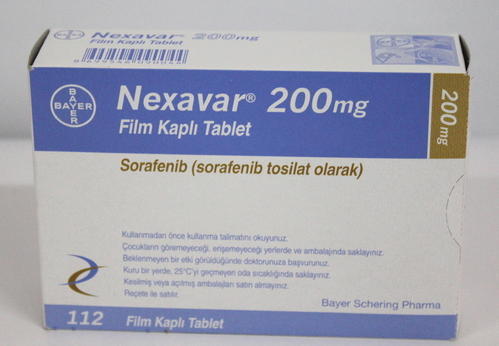 Nexavar® 200mg
Film Kaplı Tablet
BAYER
BAYER
Nexavar® 200mg
Film Kaplı Tablet
200mg
Sorafenib (sorafenib tosilat olarak)
Kullanmadan önce kullanma talimatını okuyunuz.
Çocukların göremeyeceği, erişemeyeceği yerlerde ve ambalajında saklayınız.
Beklenmeyen bir etki görüldüğünde doktorunuza başvurunuz.
Kuru bir yerde, 25°C'yi geçmeyen oda sıcaklığında saklayınız.
Kesilmiş veya açılmış ambalajları satın almayınız.
Reçete ile satılır.
Bayer Schering Pharma
112 Film Kaplı Tablet